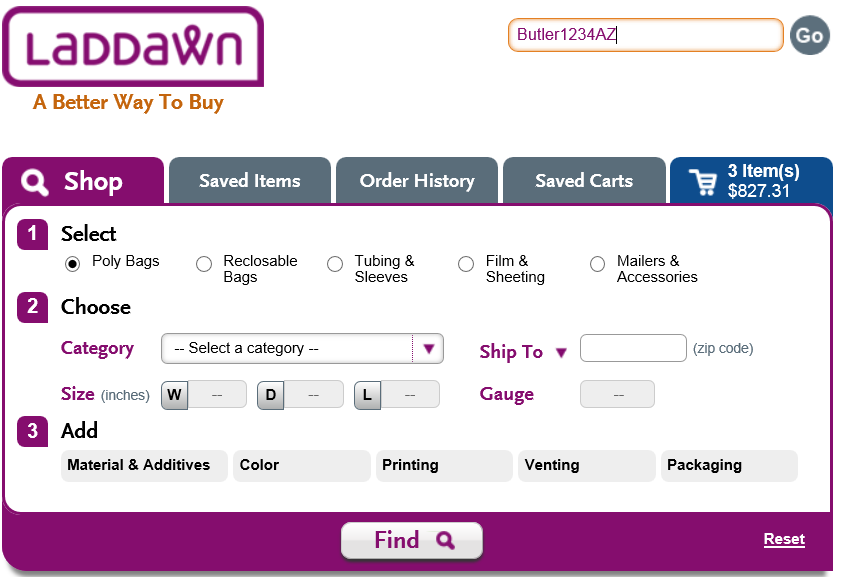 LADDAWN
A Better Way To Buy
Butler1234AZ
Go
Shop
Saved Items
Order History
Saved Carts
3 Item(s)
$827.31
1 Select
Poly Bags
Reclosable
Bags
Tubing &
Sleeves
Film &
Sheeting
Mailers &
Accessories
2 Choose
Category -- Select a category --
Ship To (zip code)
Size (inches) W -- D -- L --
Gauge --
3 Add
Material & Additives Color Printing Venting Packaging
Find
Reset